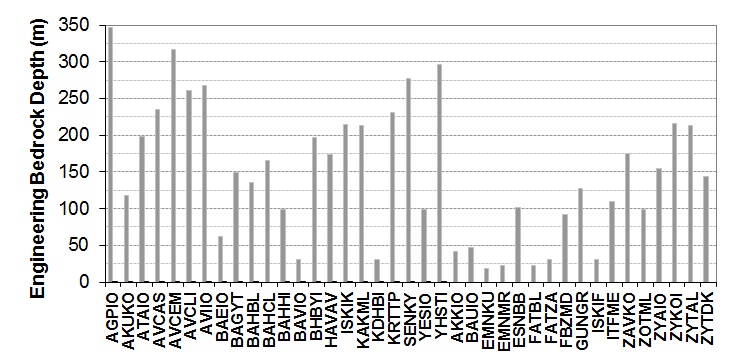 Engineering Bedrock Depth (m)
350
300
250
200
150
100
50
0
AGPIO
AKUKO
ATAIO
AVCAS
AVCEM
AVCLI
AVIIO
BAEIO
BAGYT
BAHBL
BAHCL
BAHHI
BAVIO
BHBYI
HAVAV
ISKIK
KAKML
KDHBI
KRTTP
SENKY
YESIO
YHSTI
AKKIO
BAUIO
EMNKU
EMNMR
ESNBB
FATBL
FATZA
FBZMD
GUNGR
ISKIF
ITFME
ZAVKO
ZOTML
ZYAIO
ZYKOI
ZYTAL
ZYTDK